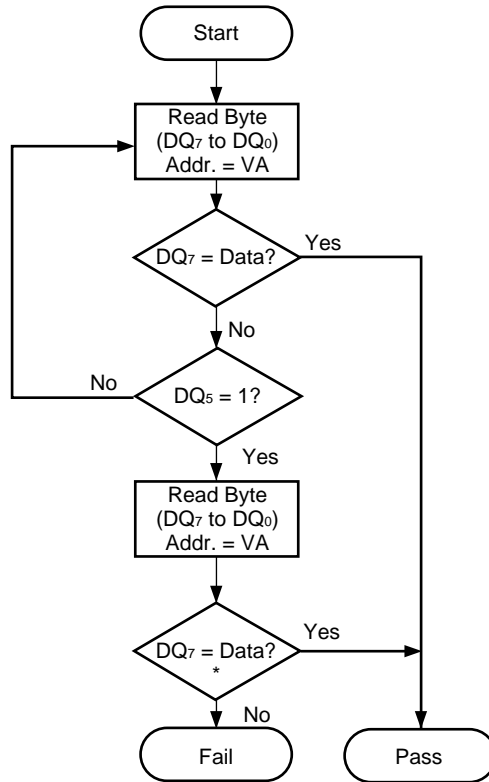 Start
Read Byte
(DQ7 to DQ0)
Addr. = VA
DQ7 = Data?
Yes
No
No
DQ5 = 1?
Yes
Read Byte
(DQ7 to DQ0)
Addr. = VA
DQ7 = Data?
*
Yes
No
Fail
Pass